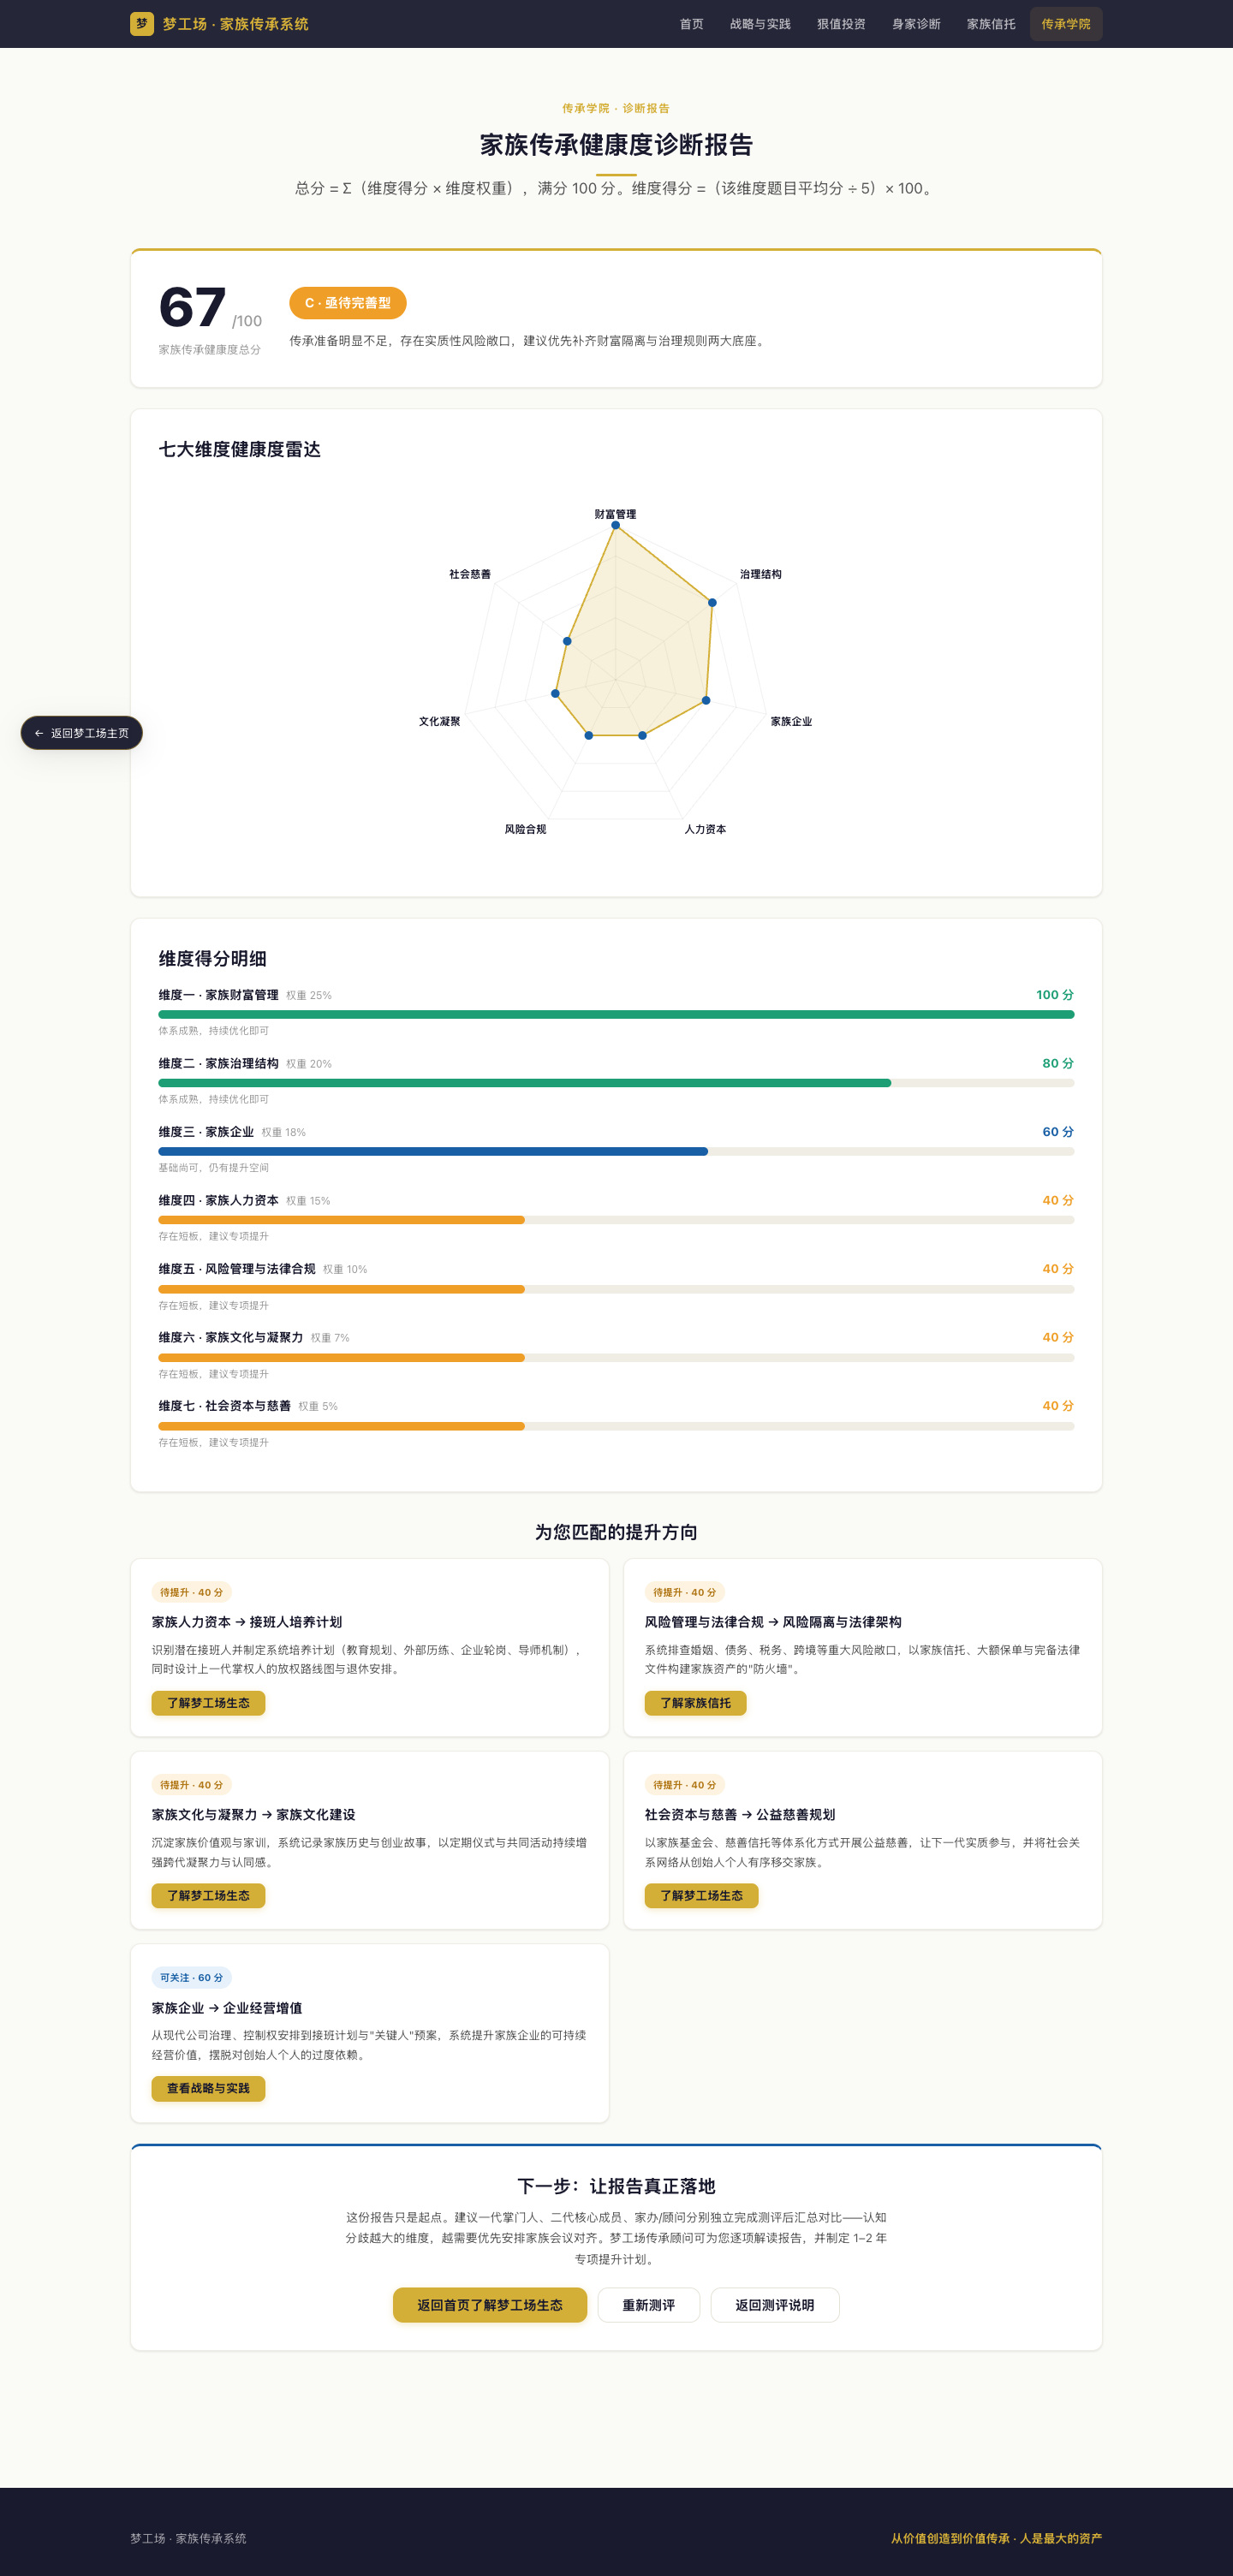 梦 梦工场 · 家族传承系统 首页 战略与实践 狠值投资 身家诊断 家族信托 传承学院
传承学院 · 诊断报告
家族传承健康度诊断报告
总分 = Σ（维度得分 × 维度权重），满分 100 分。维度得分 =（该维度题目平均分 ÷ 5）× 100。
67 /100
家族传承健康度总分
C · 亟待完善型
传承准备明显不足，存在实质性风险敞口，建议优先补齐财富隔离与治理规则两大底座。
七大维度健康度雷达
财富管理
社会慈善
治理结构
文化凝聚
家族企业
← 返回梦工场主页
风险合规
人力资本
维度得分明细
维度一 · 家族财富管理 权重 25% 100 分
体系成熟，持续优化即可
维度二 · 家族治理结构 权重 20% 80 分
体系成熟，持续优化即可
维度三 · 家族企业 权重 18% 60 分
基础尚可，仍有提升空间
维度四 · 家族人力资本 权重 15% 40 分
存在短板，建议专项提升
维度五 · 风险管理与法律合规 权重 10% 40 分
存在短板，建议专项提升
维度六 · 家族文化与凝聚力 权重 7% 40 分
存在短板，建议专项提升
维度七 · 社会资本与慈善 权重 5% 40 分
存在短板，建议专项提升
为您匹配的提升方向
待提升 · 40 分
家族人力资本 → 接班人培养计划
识别潜在接班人并制定系统培养计划（教育规划、外部历练、企业轮岗、导师机制），
同时设计上一代掌权人的放权路线图与退休安排。
了解梦工场生态
待提升 · 40 分
风险管理与法律合规 → 风险隔离与法律架构
系统排查婚姻、债务、税务、跨境等重大风险敞口，以家族信托、大额保单与完备法律
文件构建家族资产的"防火墙"。
了解家族信托
待提升 · 40 分
家族文化与凝聚力 → 家族文化建设
沉淀家族价值观与家训，系统记录家族历史与创业故事，以定期仪式与共同活动持续增
强跨代凝聚力与认同感。
了解梦工场生态
待提升 · 40 分
社会资本与慈善 → 公益慈善规划
以家族基金会、慈善信托等体系化方式开展公益慈善，让下一代实质参与，并将社会关
系网络从创始人个人有序移交家族。
了解梦工场生态
可关注 · 60 分
家族企业 → 企业经营增值
从现代公司治理、控制权安排到接班计划与"关键人"预案，系统提升家族企业的可持续
经营价值，摆脱对创始人个人的过度依赖。
查看战略与实践
下一步：让报告真正落地
这份报告只是起点。建议一代掌门人、二代核心成员、家办/顾问分别独立完成测评后汇总对比——认知
分歧越大的维度，越需要优先安排家族会议对齐。梦工场传承顾问可为您逐项解读报告，并制定 1–2 年
专项提升计划。
返回首页了解梦工场生态 重新测评 返回测评说明
梦工场 · 家族传承系统 从价值创造到价值传承 · 人是最大的资产